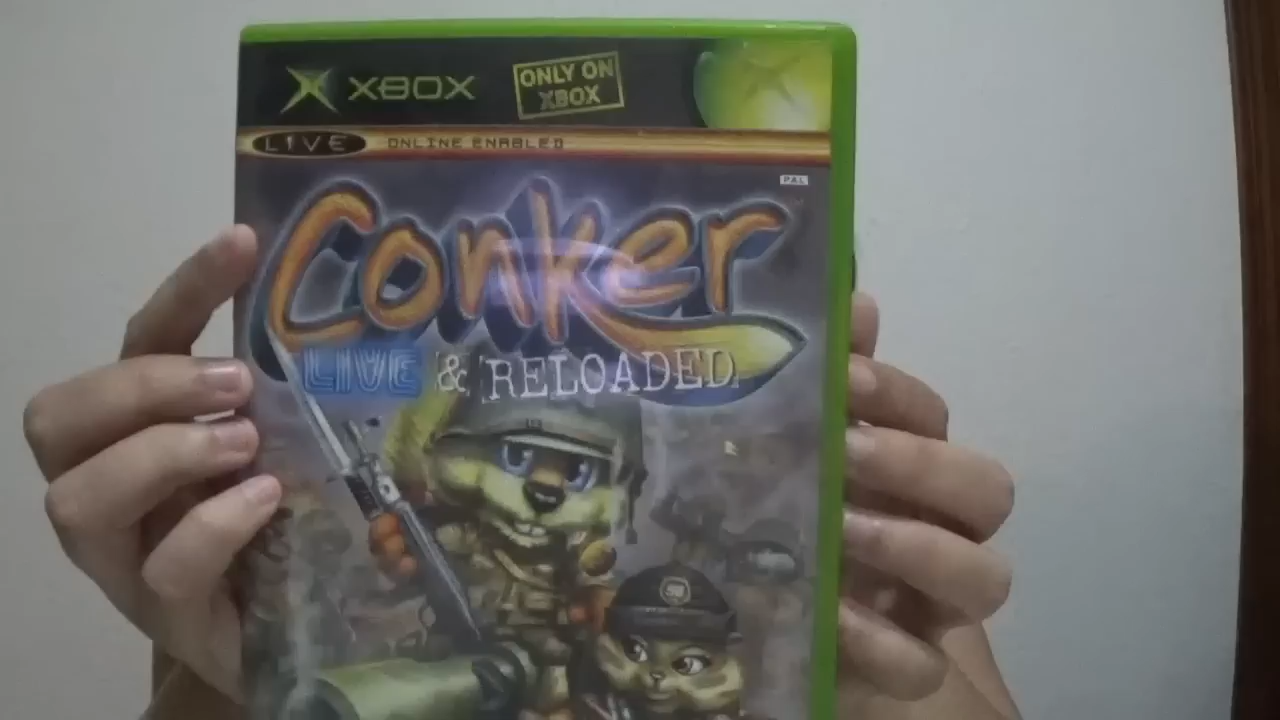 XBOX
ONLY ON
XBOX
LIVE ONLINE ENABLED
PAL
Conker
LIVE & RELOADED